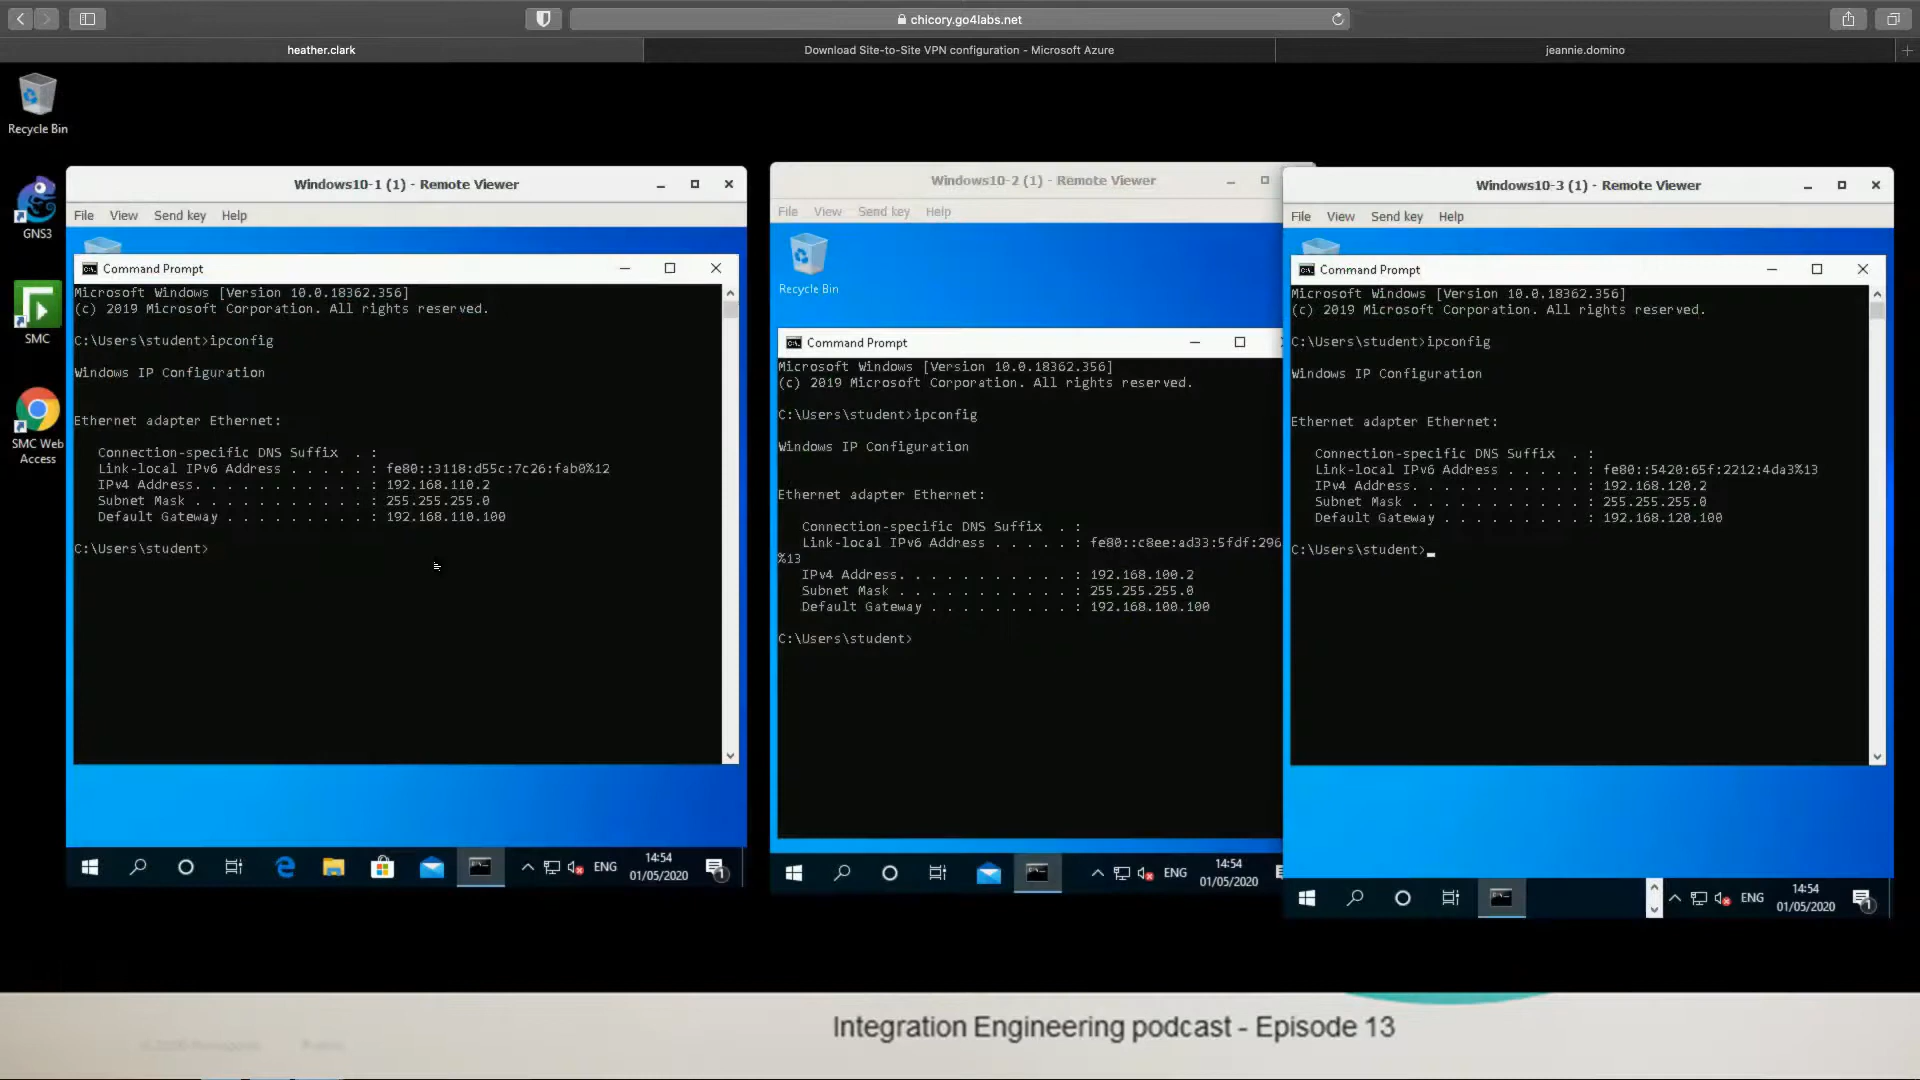 chicory.go4labs.net
heather.clark
Download Site-to-Site VPN configuration - Microsoft Azure
jeannie.domino
Recycle Bin
GNS3
SMC
SMC Web
Access
Windows10-1 (1) - Remote Viewer
File View Send key Help
Command Prompt
Microsoft Windows [Version 10.0.18362.356]
(c) 2019 Microsoft Corporation. All rights reserved.
C:\Users\student>ipconfig
Windows IP Configuration
Ethernet adapter Ethernet:
Connection-specific DNS Suffix . :
Link-local IPv6 Address . . . . . : fe80::3118:d55c:7c26:fab0%12
IPv4 Address. . . . . . . . . . . : 192.168.110.2
Subnet Mask . . . . . . . . . . . : 255.255.255.0
Default Gateway . . . . . . . . . : 192.168.110.100
C:\Users\student>
ENG
14:54
01/05/2020
1
Windows10-2 (1) - Remote Viewer
File View Send key Help
Recycle Bin
Command Prompt
Microsoft Windows [Version 10.0.18362.356]
(c) 2019 Microsoft Corporation. All rights reserved.
C:\Users\student>ipconfig
Windows IP Configuration
Ethernet adapter Ethernet:
Connection-specific DNS Suffix . :
Link-local IPv6 Address . . . . . : fe80::c8ee:ad33:5fdf:296
%13
IPv4 Address. . . . . . . . . . . : 192.168.100.2
Subnet Mask . . . . . . . . . . . : 255.255.255.0
Default Gateway . . . . . . . . . : 192.168.100.100
C:\Users\student>
ENG
14:54
01/05/2020
Windows10-3 (1) - Remote Viewer
File View Send key Help
Command Prompt
Microsoft Windows [Version 10.0.18362.356]
(c) 2019 Microsoft Corporation. All rights reserved.
C:\Users\student>ipconfig
Windows IP Configuration
Ethernet adapter Ethernet:
Connection-specific DNS Suffix . :
Link-local IPv6 Address . . . . . : fe80::5420:65f:2212:4da3%13
IPv4 Address. . . . . . . . . . . : 192.168.120.2
Subnet Mask . . . . . . . . . . . : 255.255.255.0
Default Gateway . . . . . . . . . : 192.168.120.100
C:\Users\student>
ENG
14:54
01/05/2020
1
Integration Engineering podcast - Episode 13